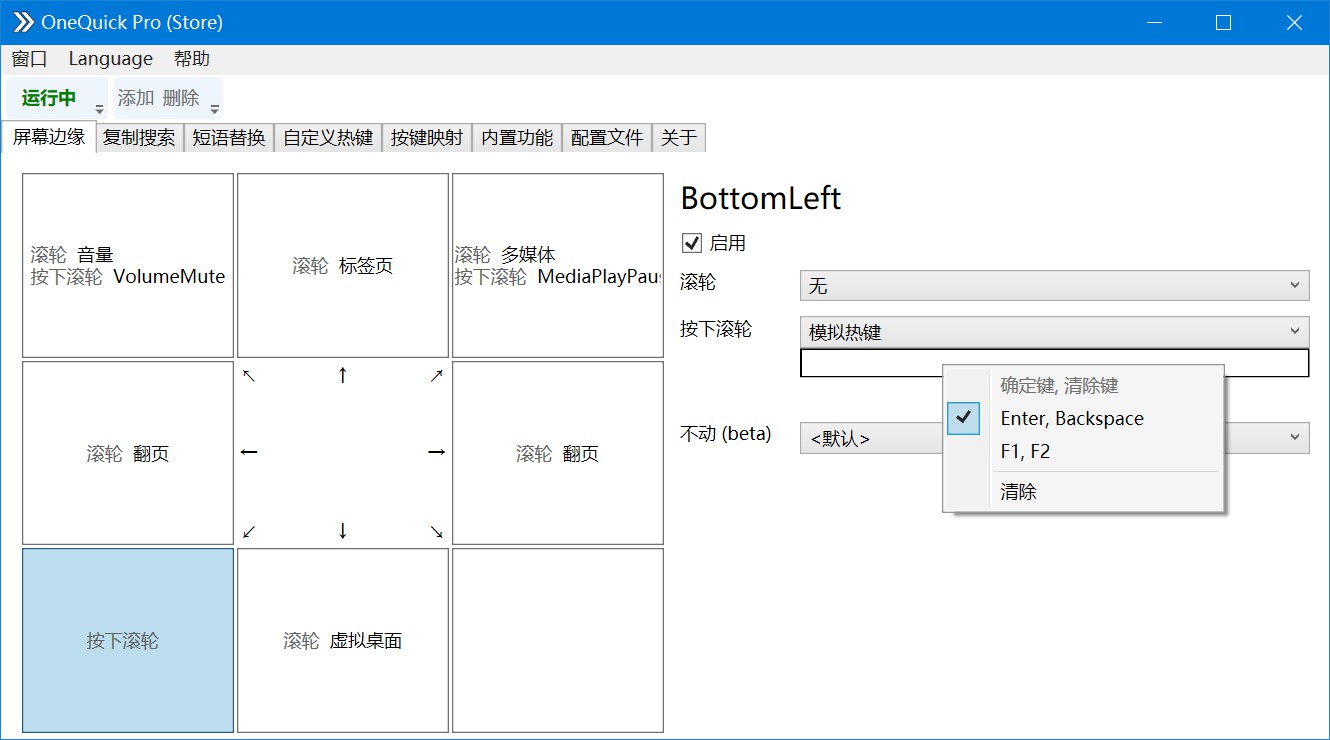 OneQuick Pro (Store)
窗口 Language 帮助
运行中 添加 删除
屏幕边缘 复制搜索 短语替换 自定义热键 按键映射 内置功能 配置文件 关于
滚轮 音量
按下滚轮 VolumeMute
滚轮 标签页
滚轮 多媒体
按下滚轮 MediaPlayPau
滚轮 翻页
↖ ↑ ↗
← →
↙ ↓ ↘
滚轮 翻页
按下滚轮
滚轮 虚拟桌面
BottomLeft
启用
滚轮 无
按下滚轮 模拟热键
不动 (beta) <默认>
确定键, 清除键
Enter, Backspace
F1, F2
清除